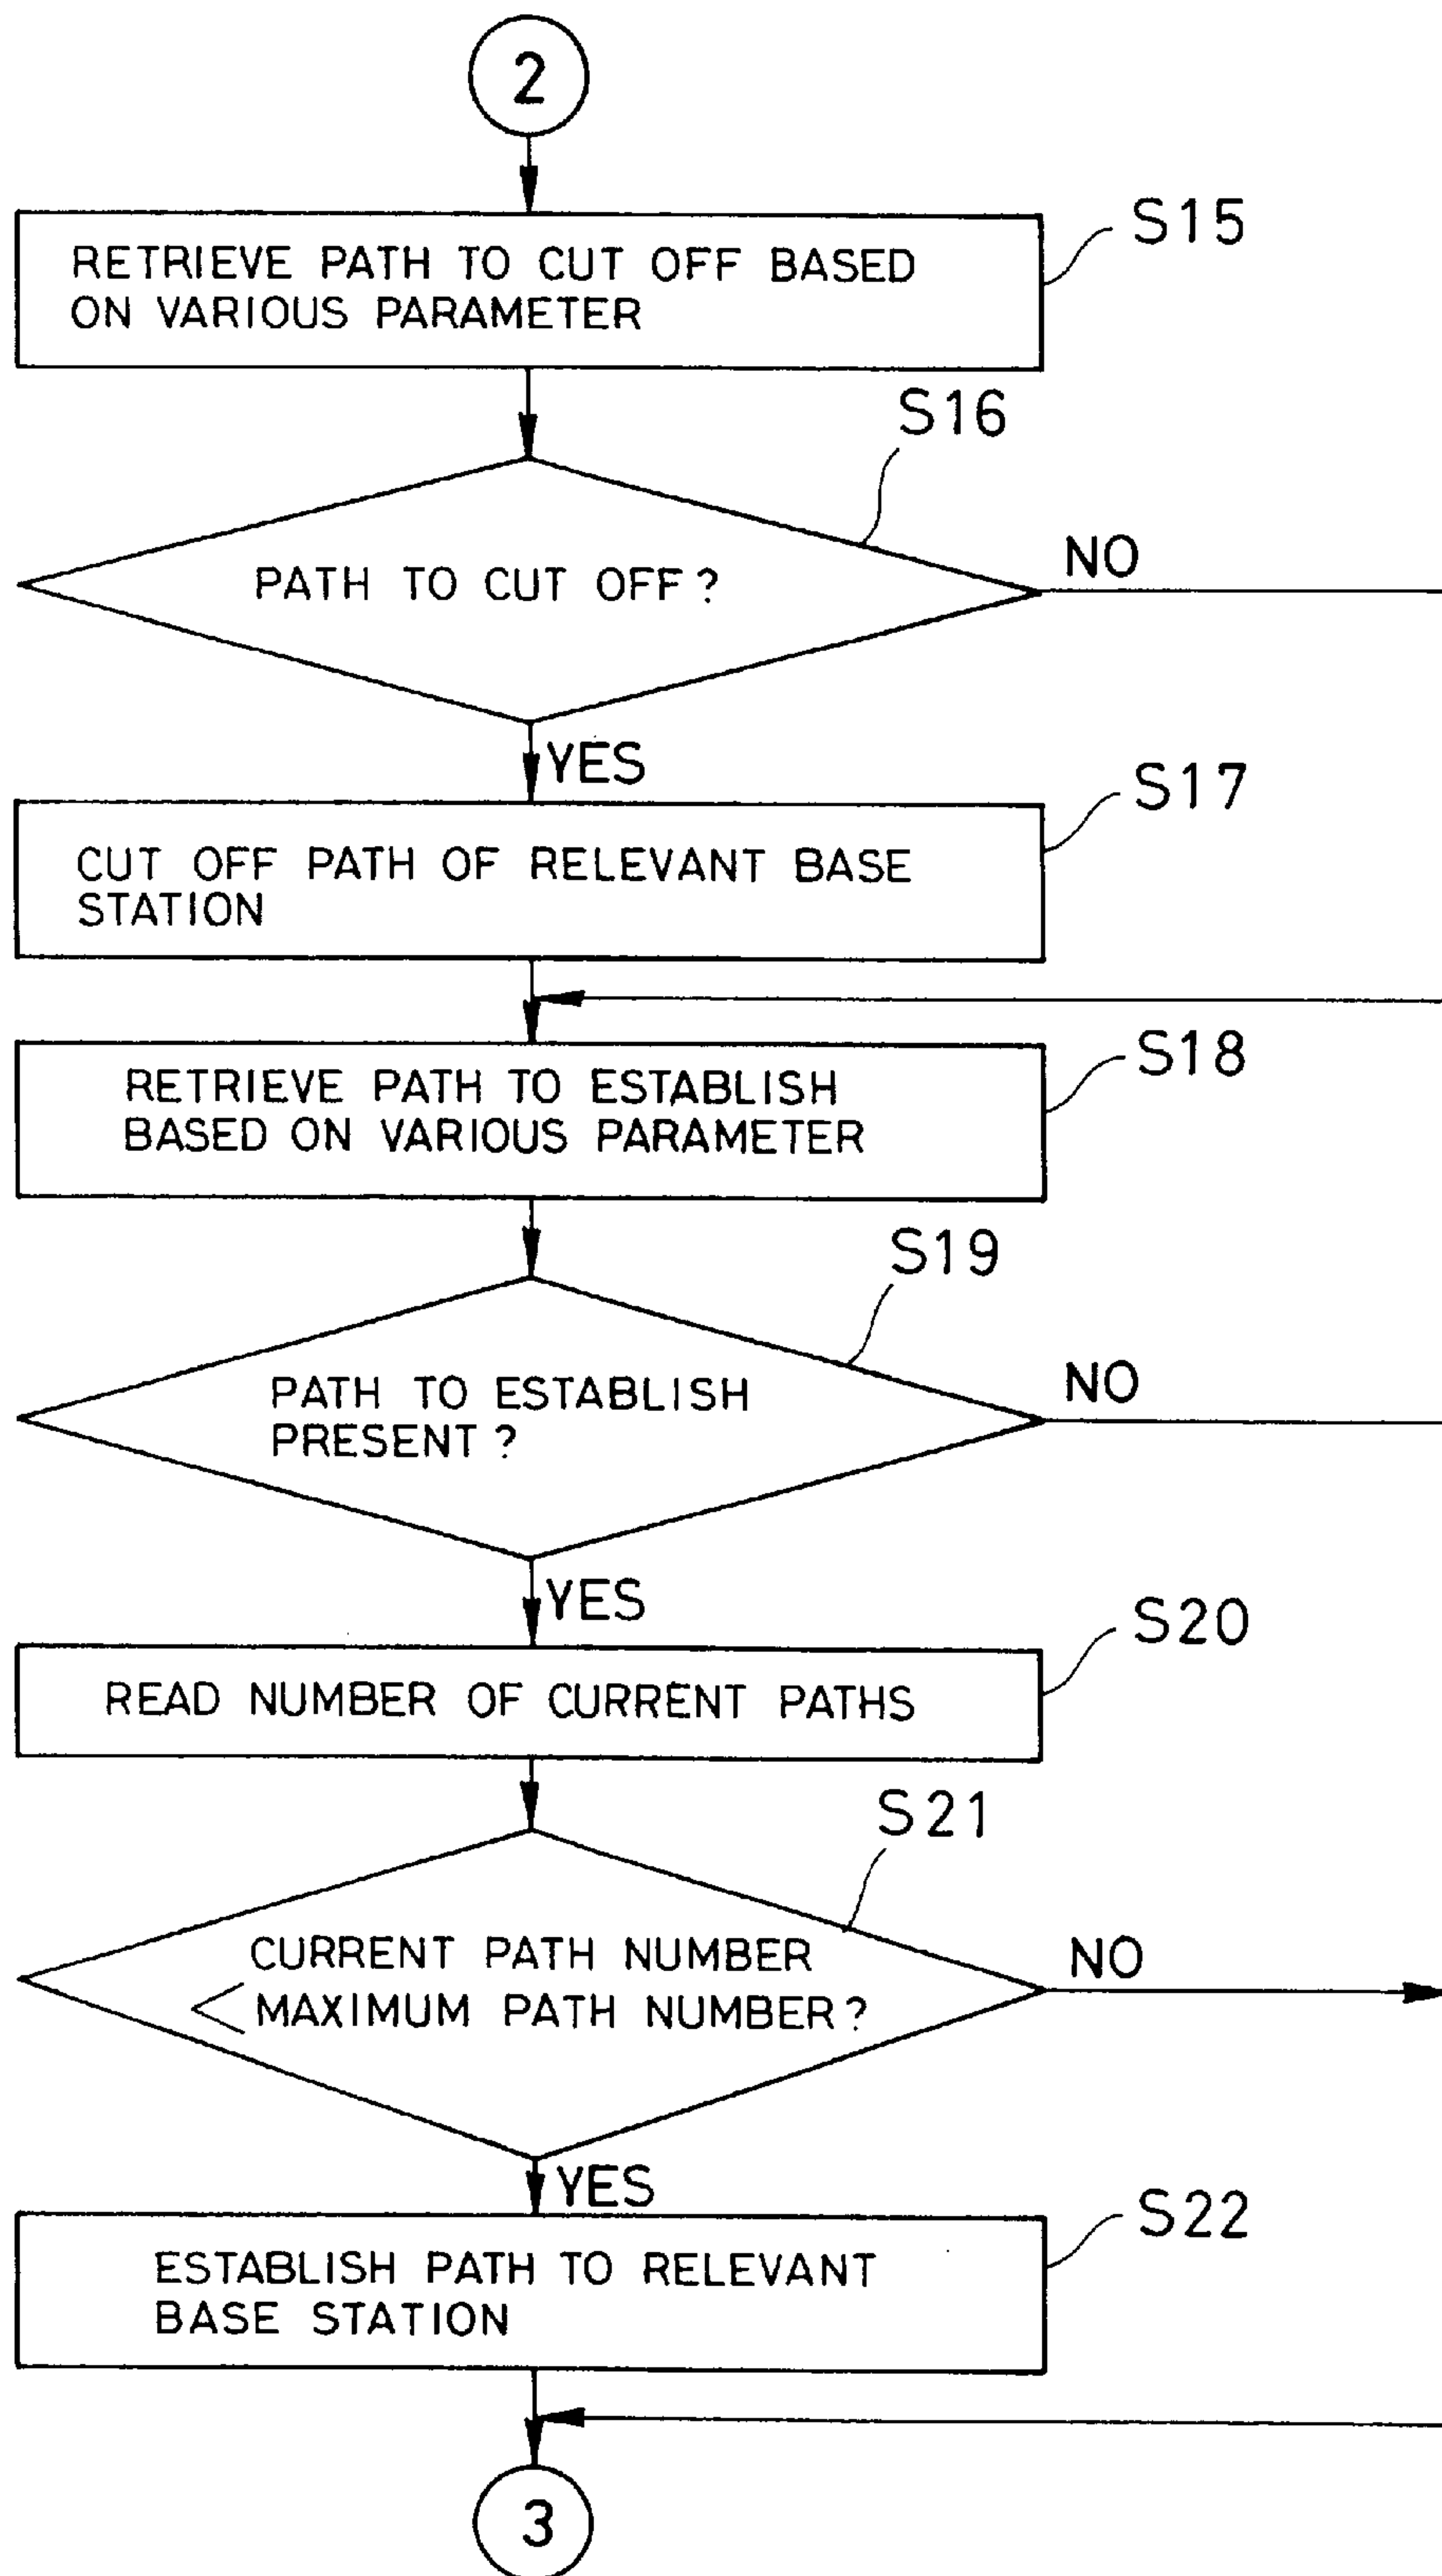 2
S15
RETRIEVE PATH TO CUT OFF BASED
ON VARIOUS PARAMETER
S16
PATH TO CUT OFF?
NO
YES
S17
CUT OFF PATH OF RELEVANT BASE
STATION
S18
RETRIEVE PATH TO ESTABLISH
BASED ON VARIOUS PARAMETER
S19
PATH TO ESTABLISH
PRESENT?
NO
YES
S20
READ NUMBER OF CURRENT PATHS
S21
CURRENT PATH NUMBER
< MAXIMUM PATH NUMBER?
NO
YES
S22
ESTABLISH PATH TO RELEVANT
BASE STATION
3